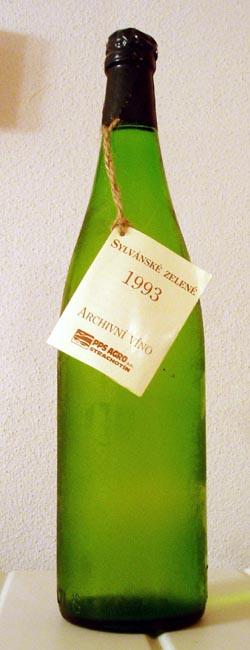 SYLVÁNSKÉ ZELENÉ
1993
ARCHIVNÍ VÍNO
PPS AGRO a.s.
STRACHOTÍN